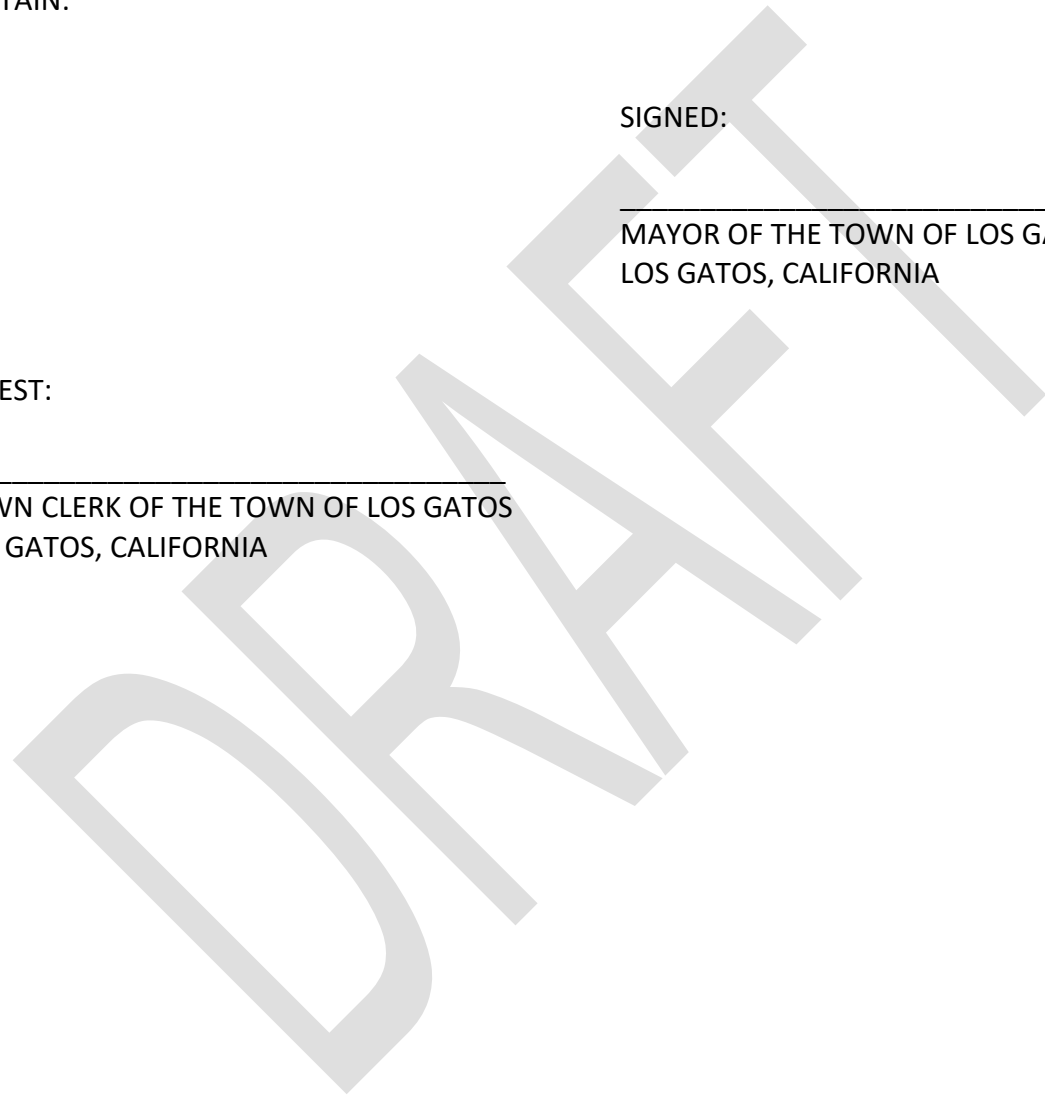 TAIN:
SIGNED:
MAYOR OF THE TOWN OF LOS GA
LOS GATOS, CALIFORNIA
EST:
WN CLERK OF THE TOWN OF LOS GATOS
GATOS, CALIFORNIA
DRAFT